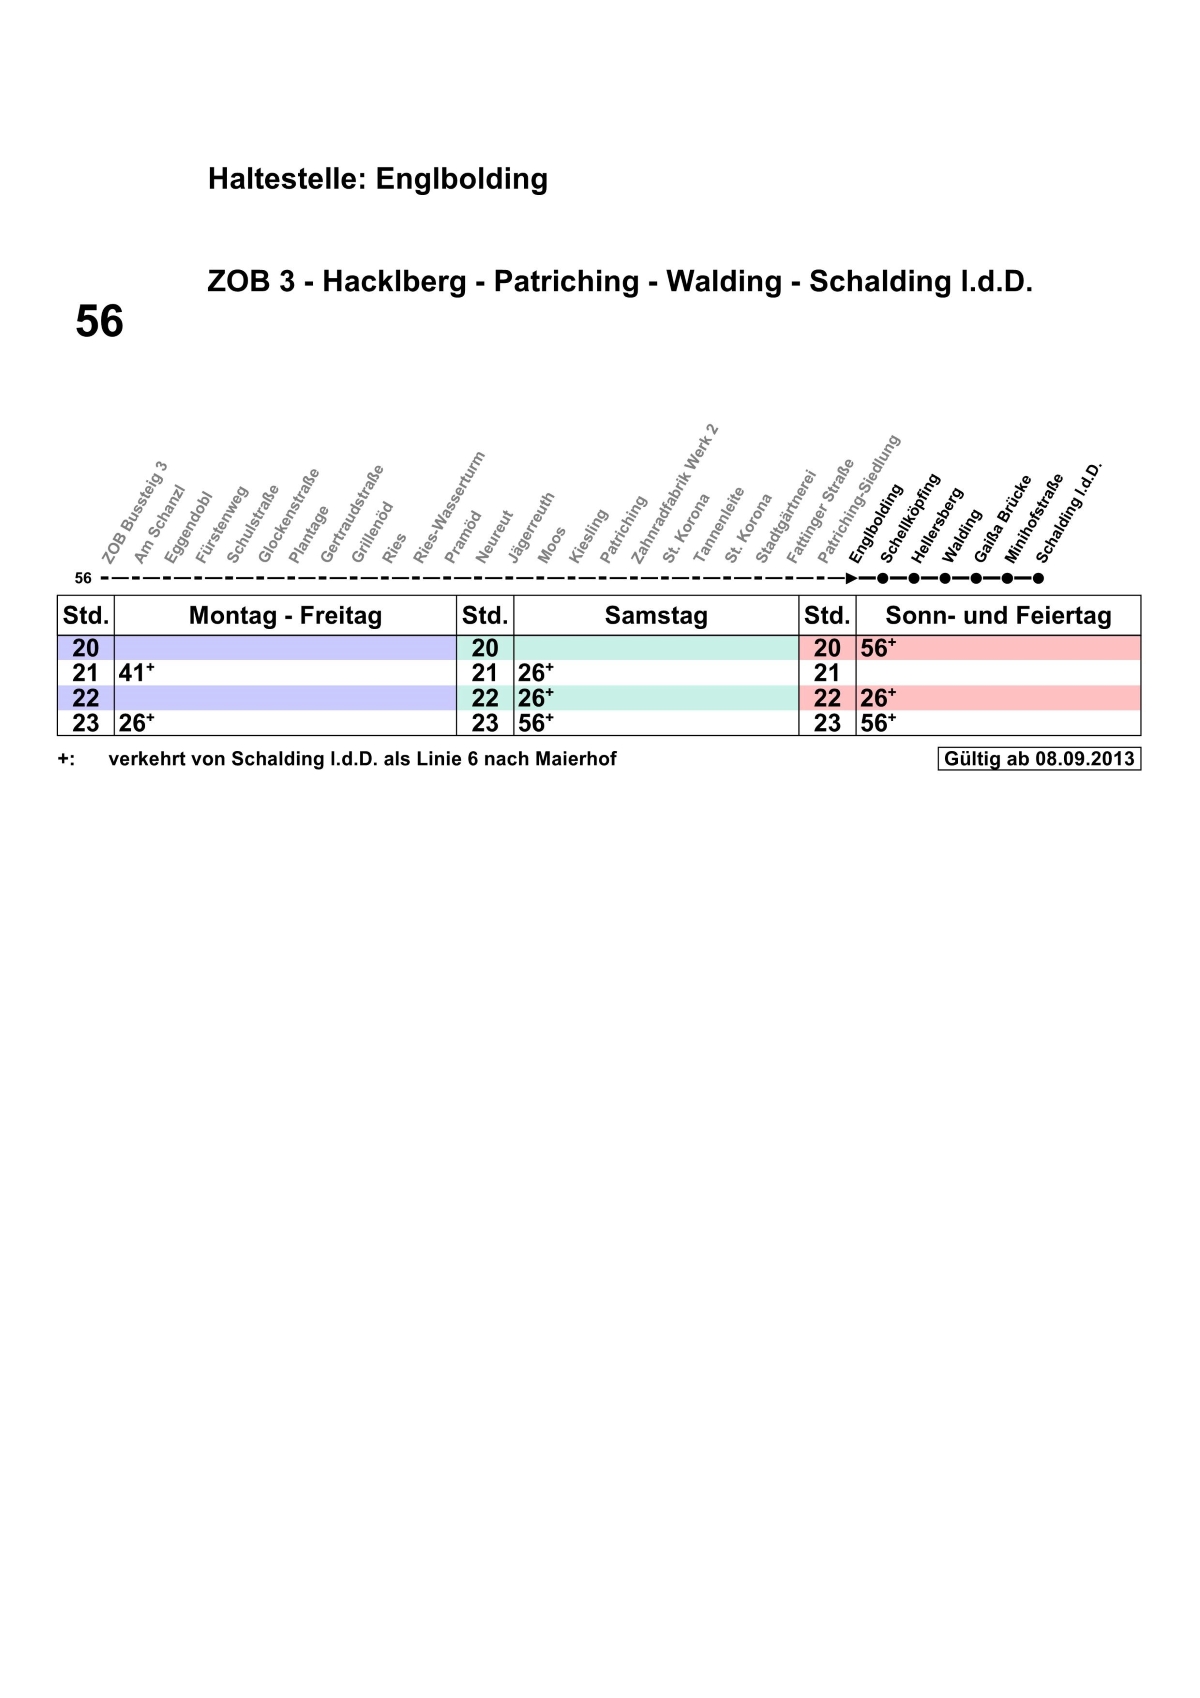 Haltestelle: Englbolding
ZOB 3 - Hacklberg - Patriching - Walding - Schalding l.d.D.
56
ZOB Bussteig 3
Am Schanzl
Eggendobl
Fürstenweg
Schulstraße
Glockenstraße
Plantage
Gertraudstraße
Grillenöd
Ries
Ries-Wasserturm
Pramöd
Neureut
Jägerreuth
Moos
Kiesling
Patriching
Zahnradfabrik Werk 2
St. Korona
Tannenleite
St. Korona
Stadtgärtnerei
Fattinger Straße
Patriching-Siedlung
Englbolding
Schellköpfing
Hellersberg
Walding
Gaißa Brücke
Minihofstraße
Schalding l.d.D.
56
Std. Montag - Freitag Std. Samstag Std. Sonn- und Feiertag
20 20 20 56+
21 41+ 21 26+ 21
22 22 26+ 22 26+
23 26+ 23 56+ 23 56+
+: verkehrt von Schalding l.d.D. als Linie 6 nach Maierhof Gültig ab 08.09.2013